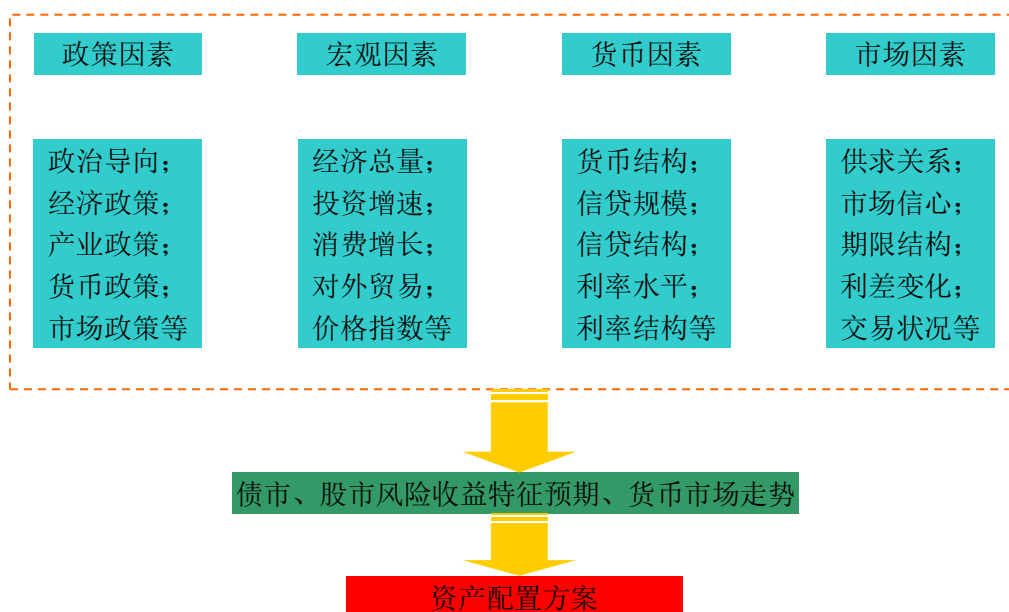 政策因素
宏观因素
货币因素
市场因素
政治导向；
经济政策；
产业政策；
货币政策；
市场政策等
经济总量；
投资增速；
消费增长；
对外贸易；
价格指数等
货币结构；
信贷规模；
信贷结构；
利率水平；
利率结构等
供求关系；
市场信心；
期限结构；
利差变化；
交易状况等
债市、股市风险收益特征预期、货币市场走势
资产配置方案